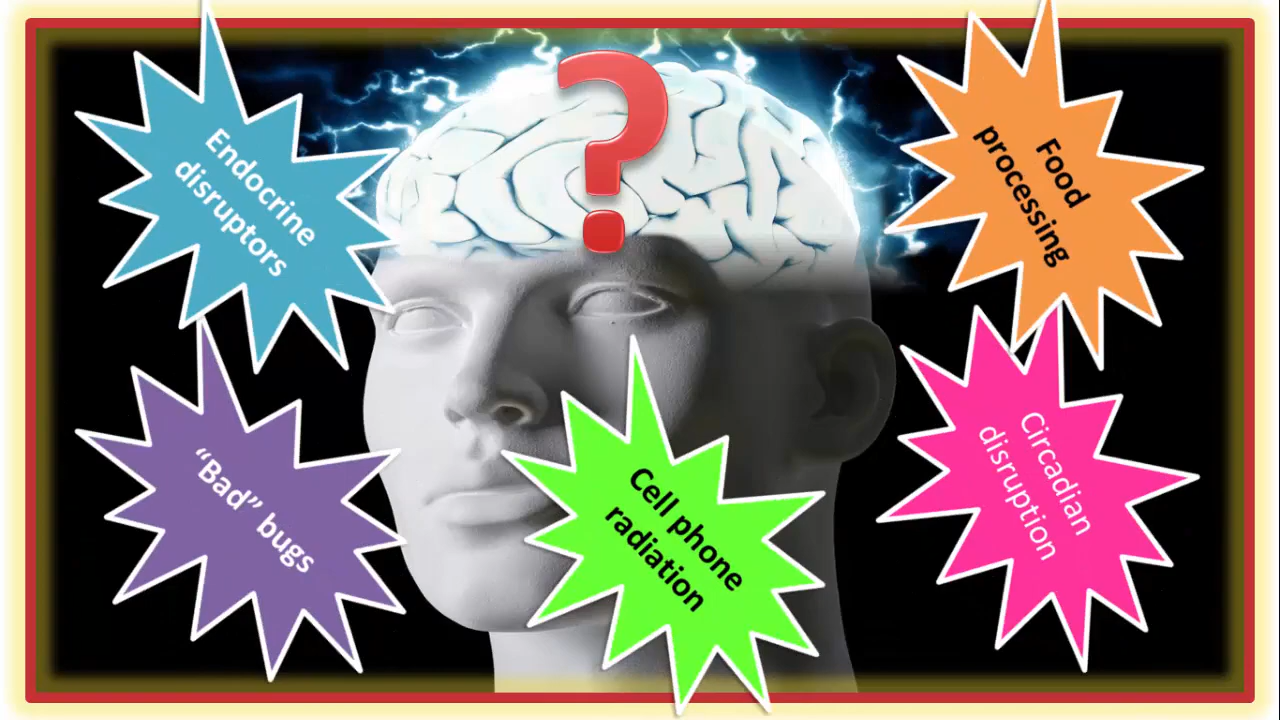 ?
Endocrine
disruptors
Food
processing
"Bad" bugs
Cell phone
radiation
Circadian
disruption